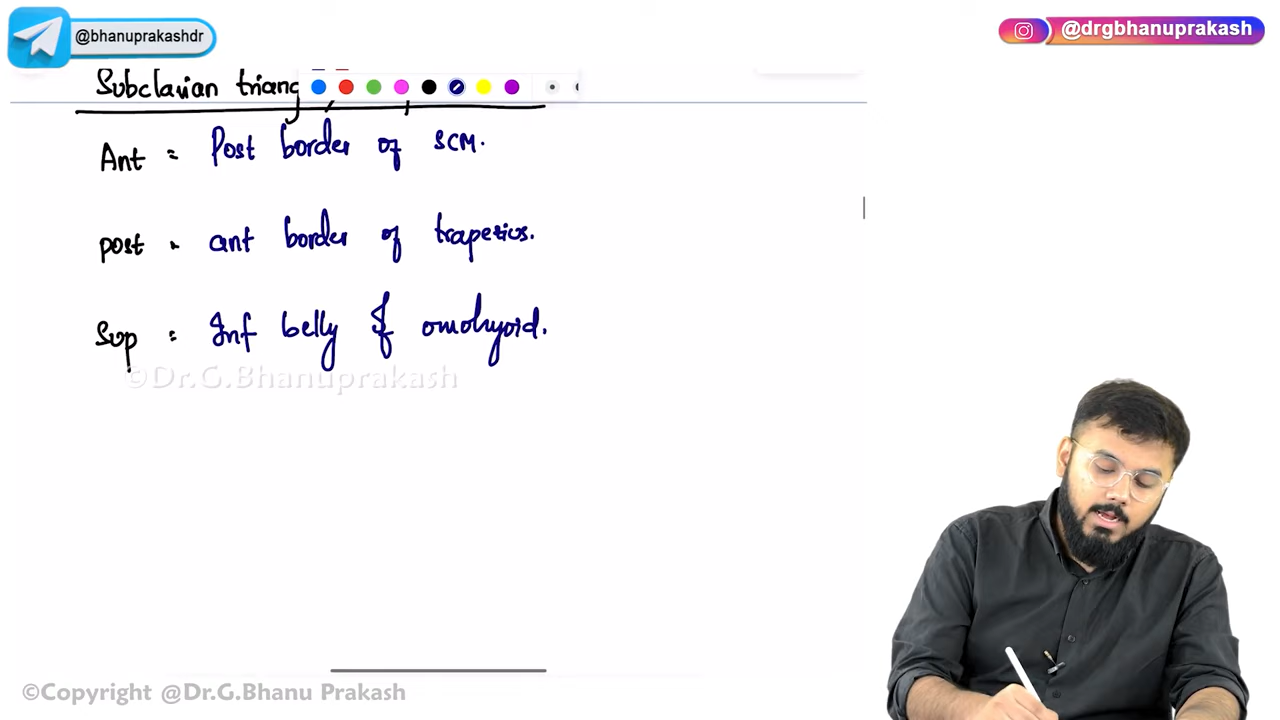 @bhanuprakashdr
@drgbhanuprakash
Subclavian triang
Ant = Post border of SCM.
post = ant border of trapezius.
Sup = Inf belly of omohyoid.
©Dr.G.Bhanuprakash
©Copyright @Dr.G.Bhanu Prakash